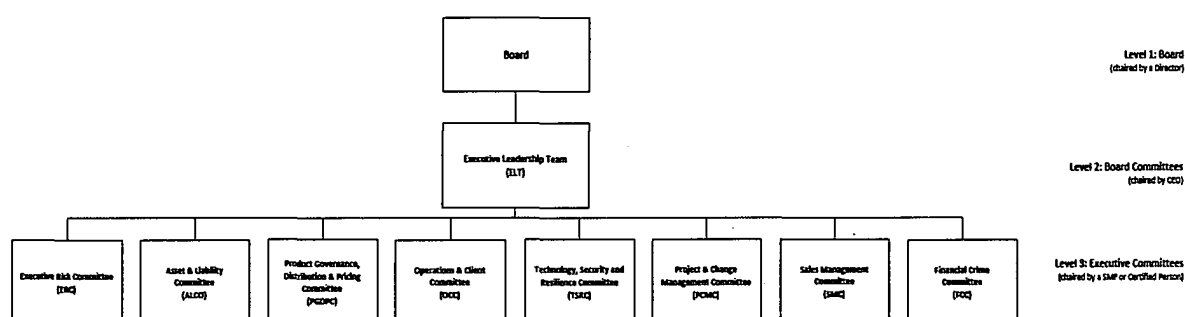 Board
Level 1: Board
(chaired by a Director)
Executive Leadership Team
(ELT)
Level 2: Board Committees
(chaired by CEO)
Executive Risk Committee
(ERC)
Asset & Liability
Committee
(ALCO)
Product Governance,
Distribution & Pricing
Committee
(PGDPC)
Operations & Client
Committee
(OCC)
Technology, Security and
Resilience Committee
(TSRC)
Project & Change
Management Committee
(PCMC)
Sales Management
Committee
(SMC)
Financial Crime
Committee
(FCC)
Level 3: Executive Committees
(chaired by a SMF or Certified Person)